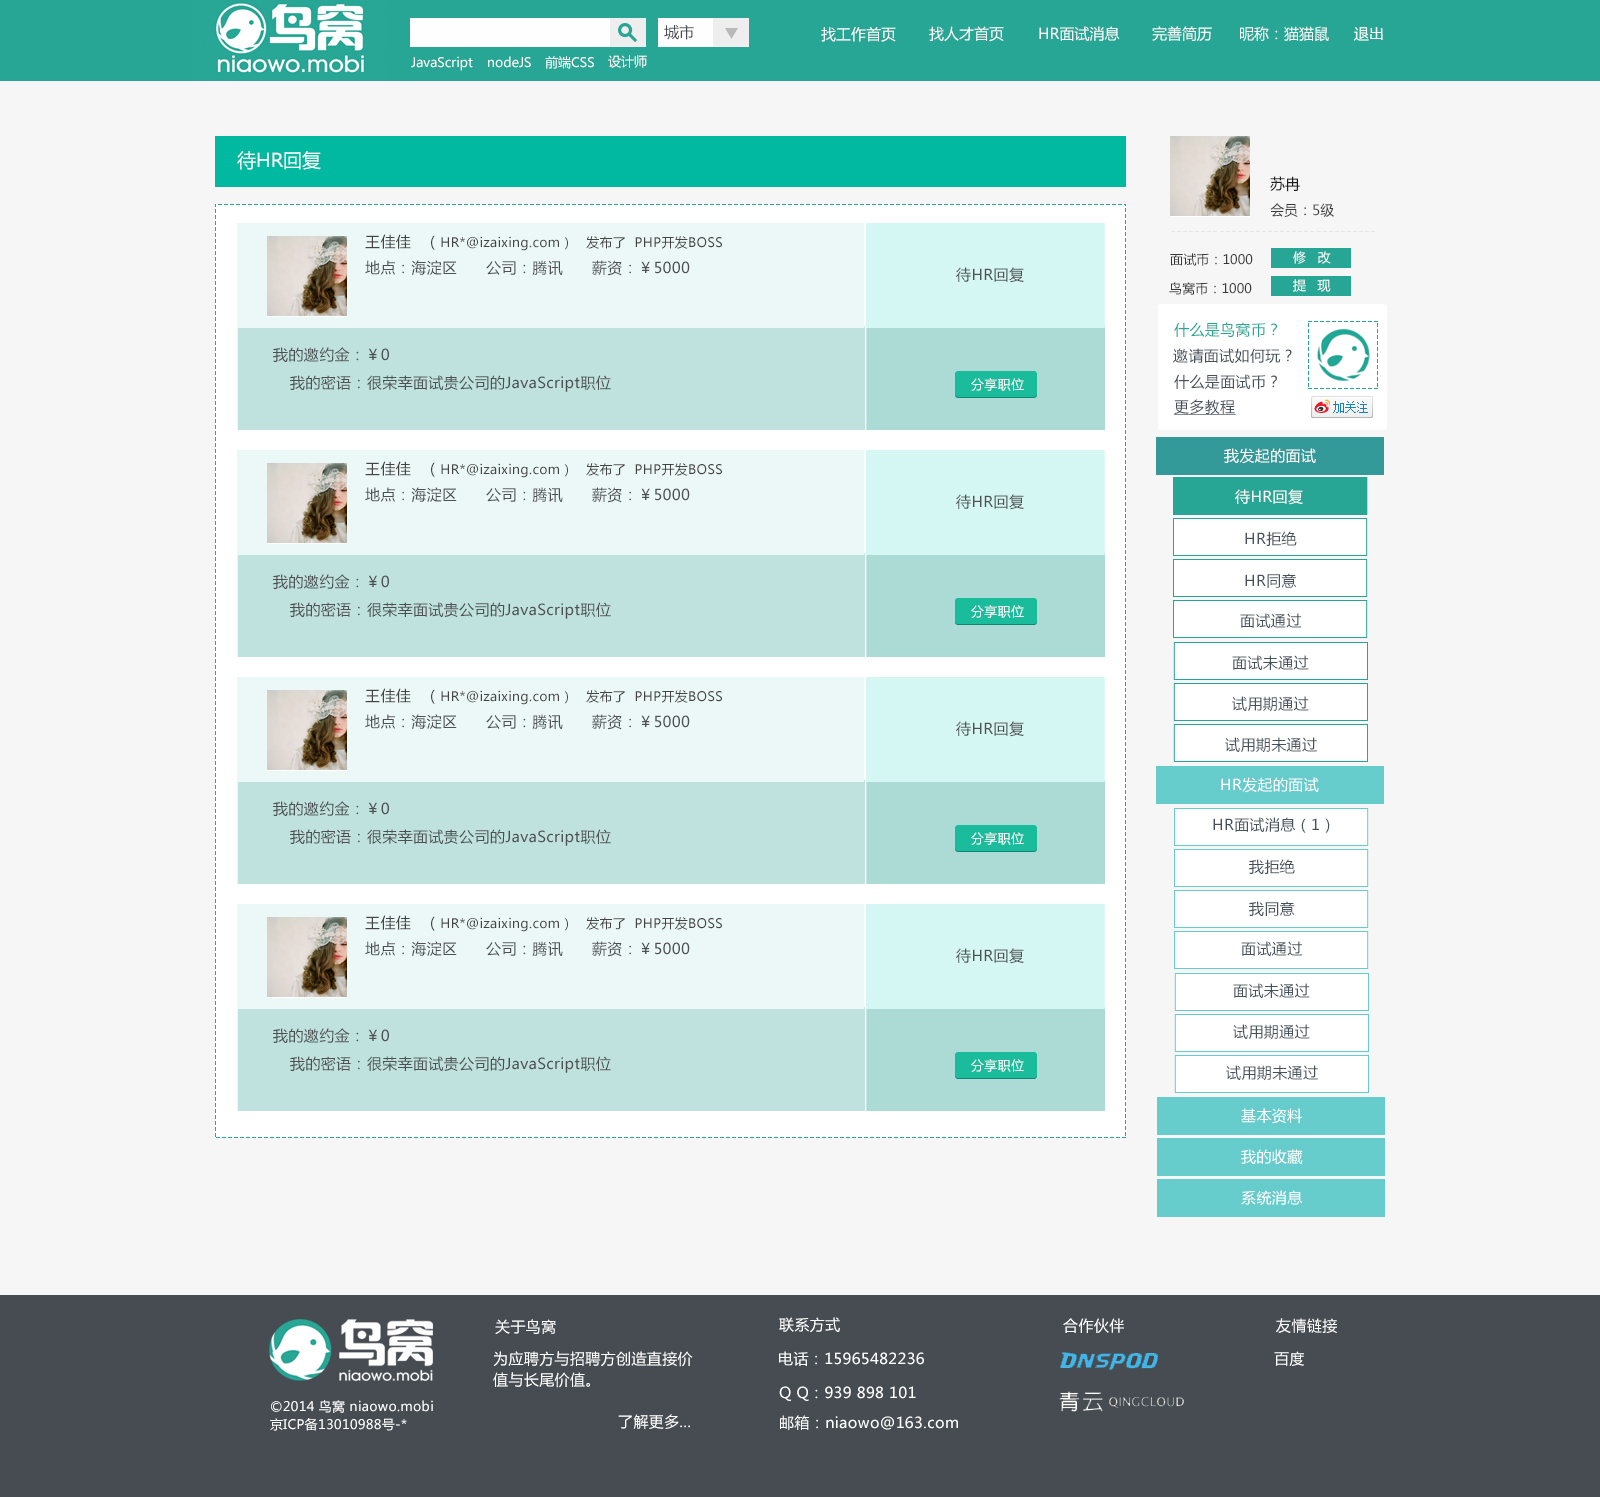 鸟窝
niaowo.mobi
城市
JavaScript nodeJS 前端CSS 设计师
找工作首页 找人才首页 HR面试消息 完善简历 昵称：猫猫鼠 退出
待HR回复
王佳佳 （ HR*@izaixing.com ） 发布了 PHP开发BOSS
地点：海淀区 公司：腾讯 薪资：￥5000
待HR回复
我的邀约金：￥0
我的密语：很荣幸面试贵公司的JavaScript职位
分享职位
王佳佳 （ HR*@izaixing.com ） 发布了 PHP开发BOSS
地点：海淀区 公司：腾讯 薪资：￥5000
待HR回复
我的邀约金：￥0
我的密语：很荣幸面试贵公司的JavaScript职位
分享职位
王佳佳 （ HR*@izaixing.com ） 发布了 PHP开发BOSS
地点：海淀区 公司：腾讯 薪资：￥5000
待HR回复
我的邀约金：￥0
我的密语：很荣幸面试贵公司的JavaScript职位
分享职位
王佳佳 （ HR*@izaixing.com ） 发布了 PHP开发BOSS
地点：海淀区 公司：腾讯 薪资：￥5000
待HR回复
我的邀约金：￥0
我的密语：很荣幸面试贵公司的JavaScript职位
分享职位
苏冉
会员：5级
面试币：1000 修 改
鸟窝币：1000 提 现
什么是鸟窝币？
邀请面试如何玩？
什么是面试币？
更多教程
加关注
我发起的面试
待HR回复
HR拒绝
HR同意
面试通过
面试未通过
试用期通过
试用期未通过
HR发起的面试
HR面试消息（1）
我拒绝
我同意
面试通过
面试未通过
试用期通过
试用期未通过
基本资料
我的收藏
系统消息
鸟窝
niaowo.mobi
©2014 鸟窝 niaowo.mobi
京ICP备13010988号-*
关于鸟窝
为应聘方与招聘方创造直接价
值与长尾价值。
了解更多...
联系方式
电话：15965482236
Q Q：939 898 101
邮箱：niaowo@163.com
合作伙伴
DNSPOD
青云 QINGCLOUD
友情链接
百度